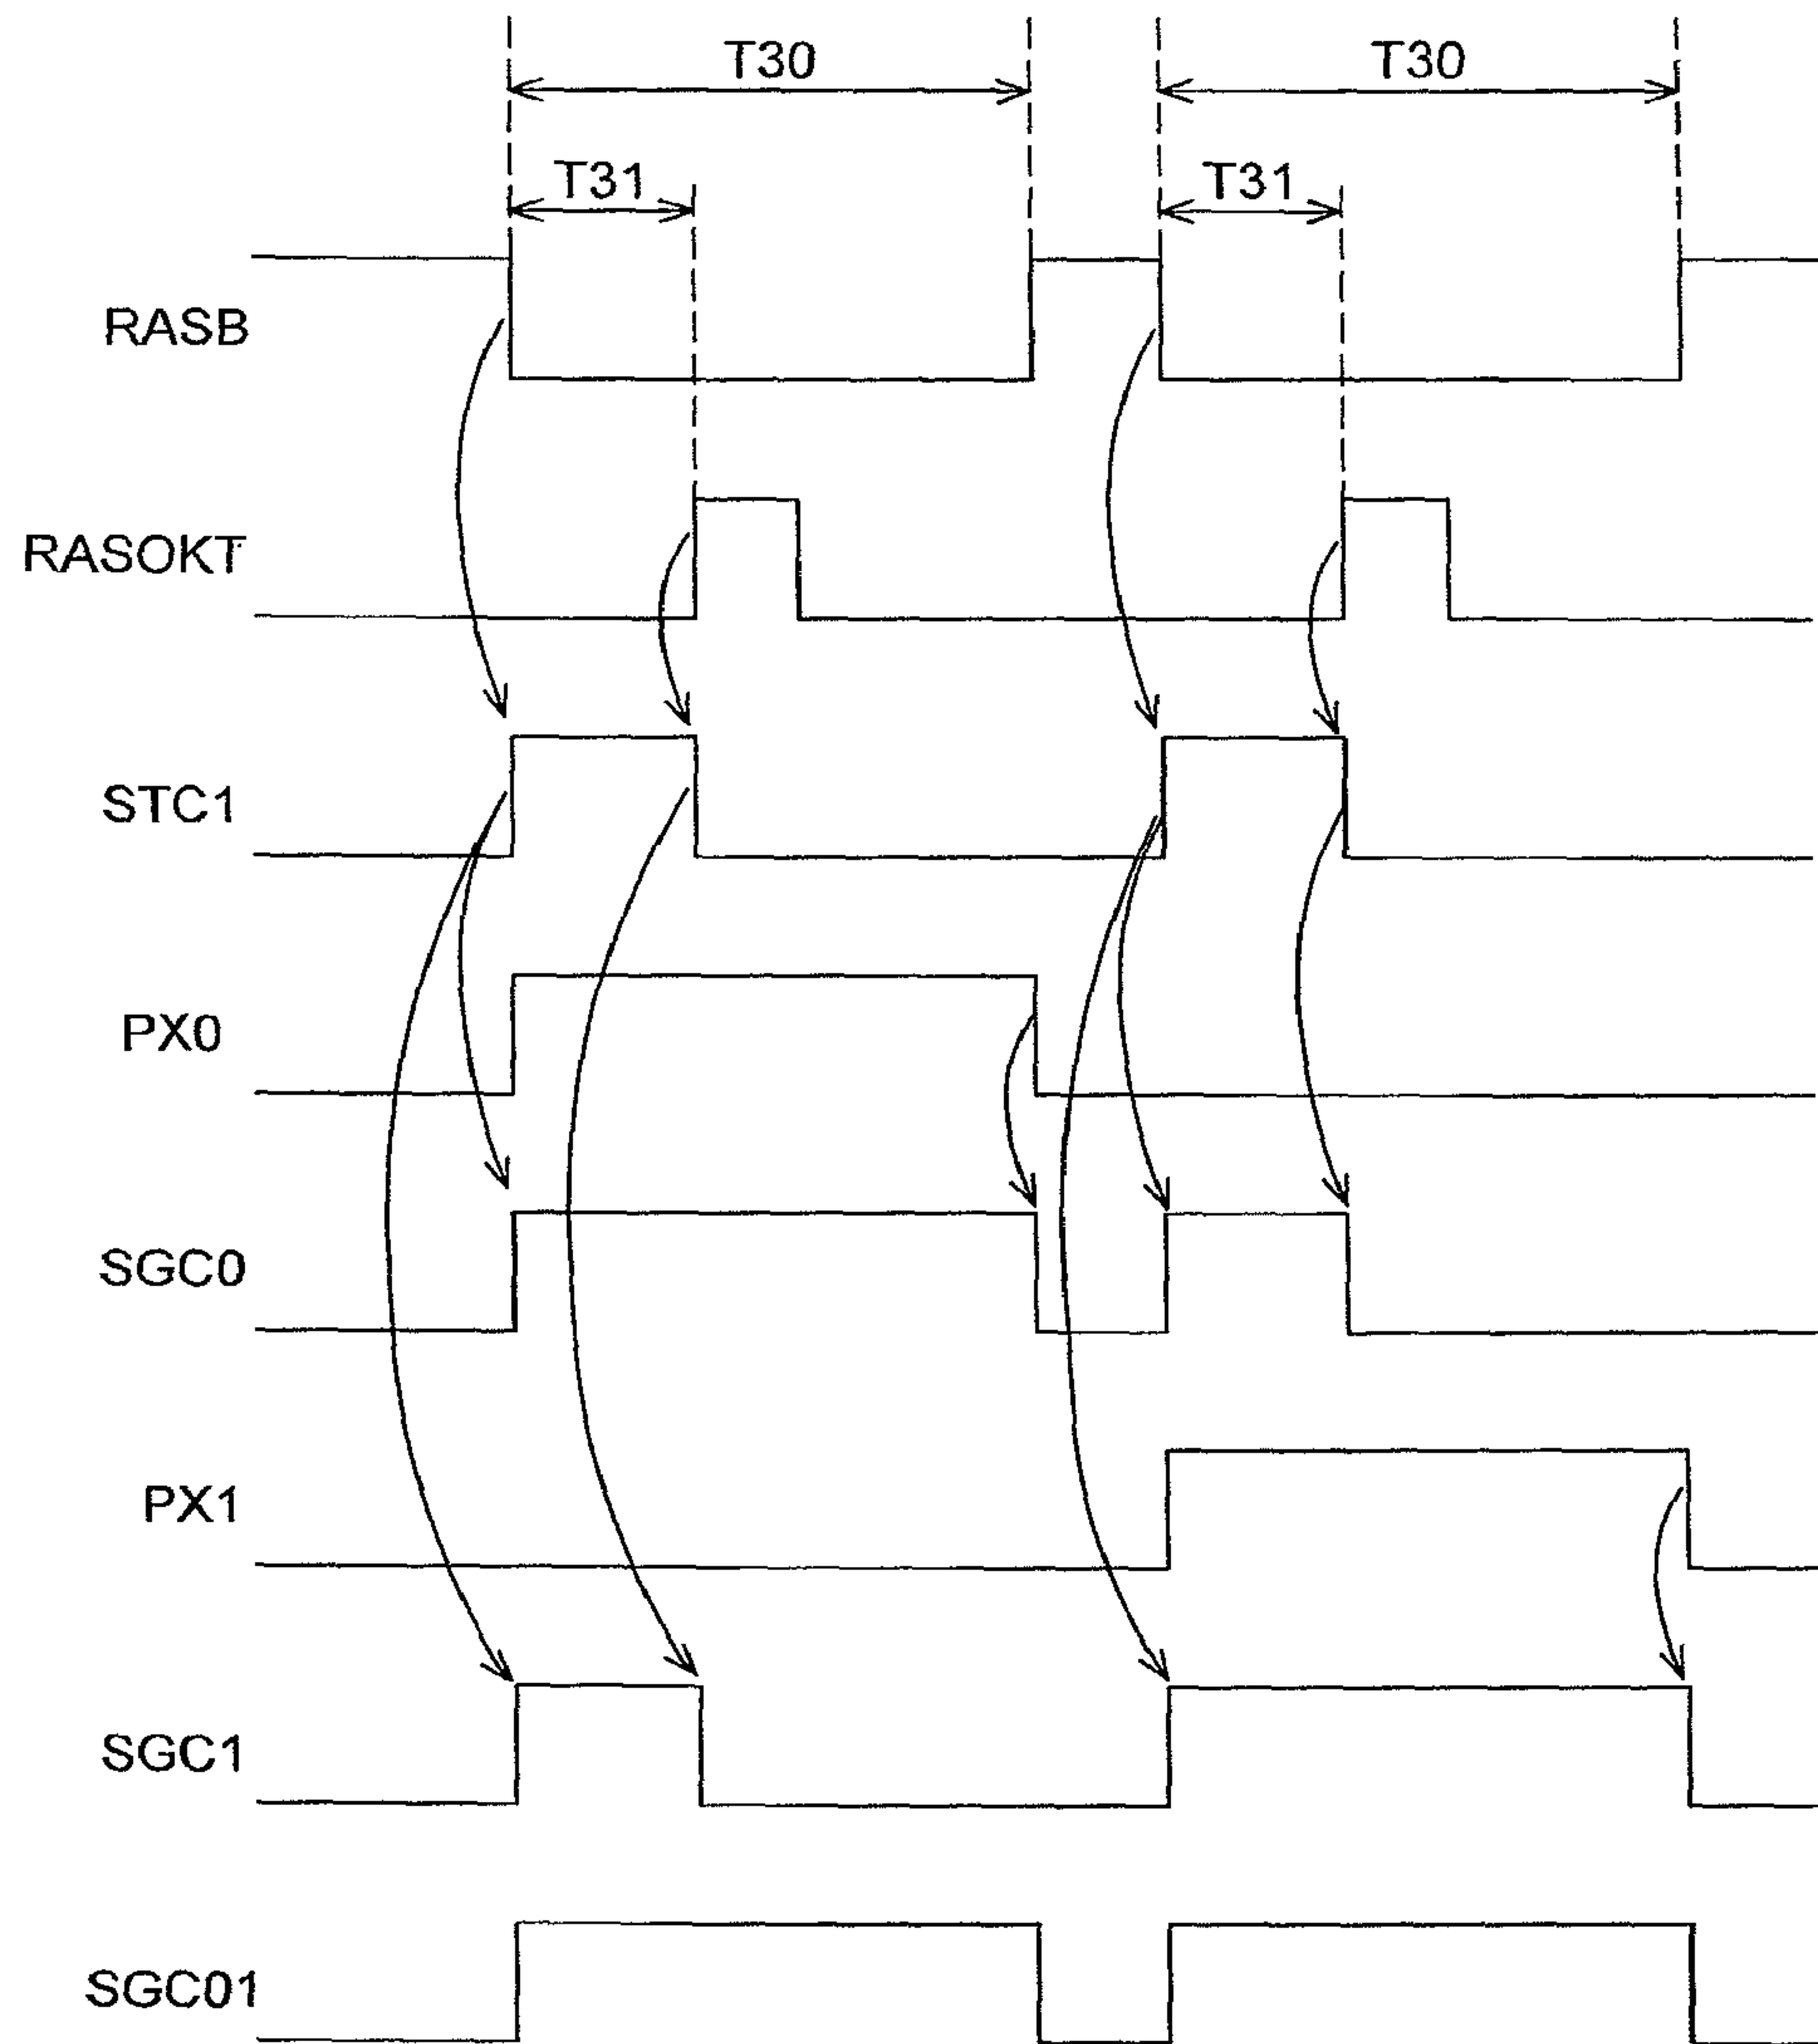 T30 T30
T31 T31
RASB
RASOKT
STC1
PX0
SGC0
PX1
SGC1
SGC01